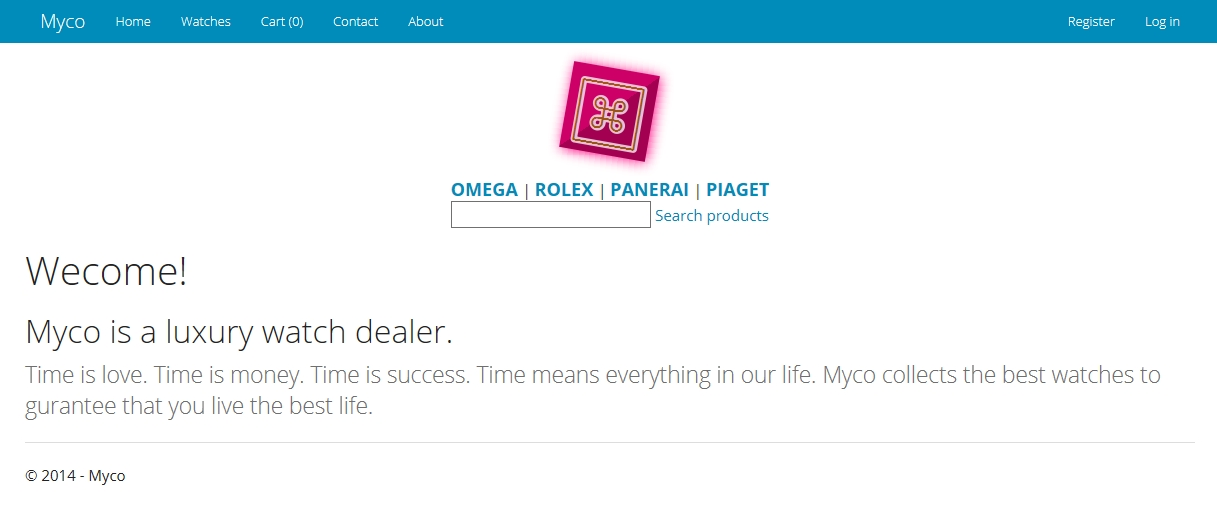 Myco Home Watches Cart (0) Contact About Register Log in
OMEGA | ROLEX | PANERAI | PIAGET
Search products
Wecome!
Myco is a luxury watch dealer.
Time is love. Time is money. Time is success. Time means everything in our life. Myco collects the best watches to
gurantee that you live the best life.
© 2014 - Myco